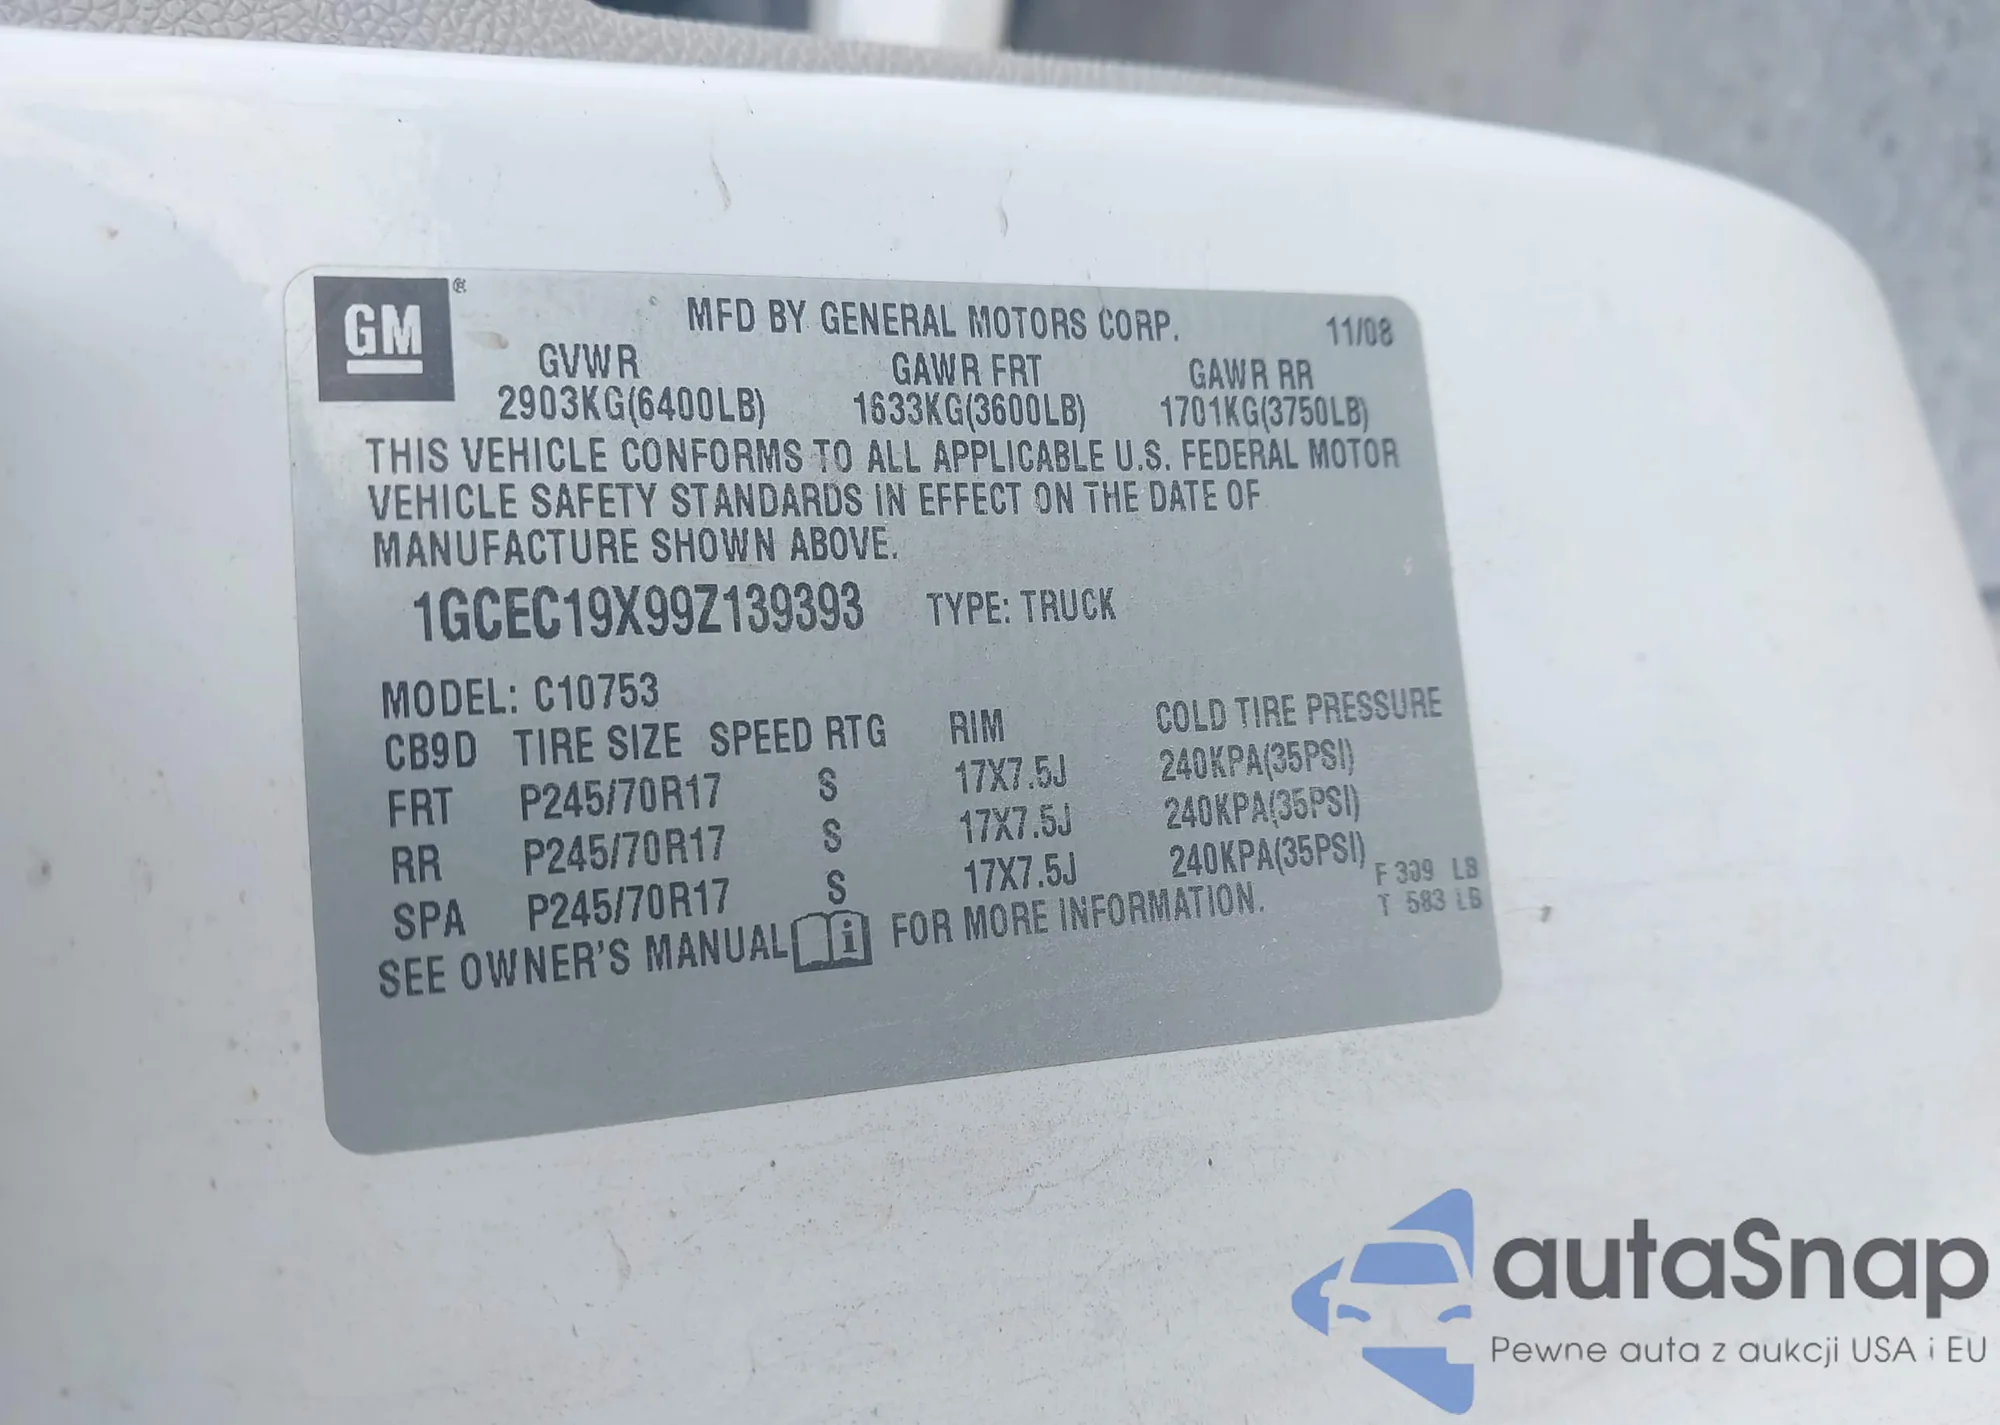 GM®
MFD BY GENERAL MOTORS CORP. 11/08
GVWR GAWR FRT GAWR RR
2903KG(6400LB) 1633KG(3600LB) 1701KG(3750LB)
THIS VEHICLE CONFORMS TO ALL APPLICABLE U.S. FEDERAL MOTOR
VEHICLE SAFETY STANDARDS IN EFFECT ON THE DATE OF
MANUFACTURE SHOWN ABOVE.
1GCEC19X99Z139393 TYPE: TRUCK
MODEL: C10753
CB9D TIRE SIZE SPEED RTG RIM COLD TIRE PRESSURE
FRT P245/70R17 S 17X7.5J 240KPA(35PSI)
RR P245/70R17 S 17X7.5J 240KPA(35PSI)
SPA P245/70R17 S 17X7.5J 240KPA(35PSI)
SEE OWNER'S MANUAL i FOR MORE INFORMATION.
F LB
T 583 LB
autaSnap
Pewne auta z aukcji USA i EU